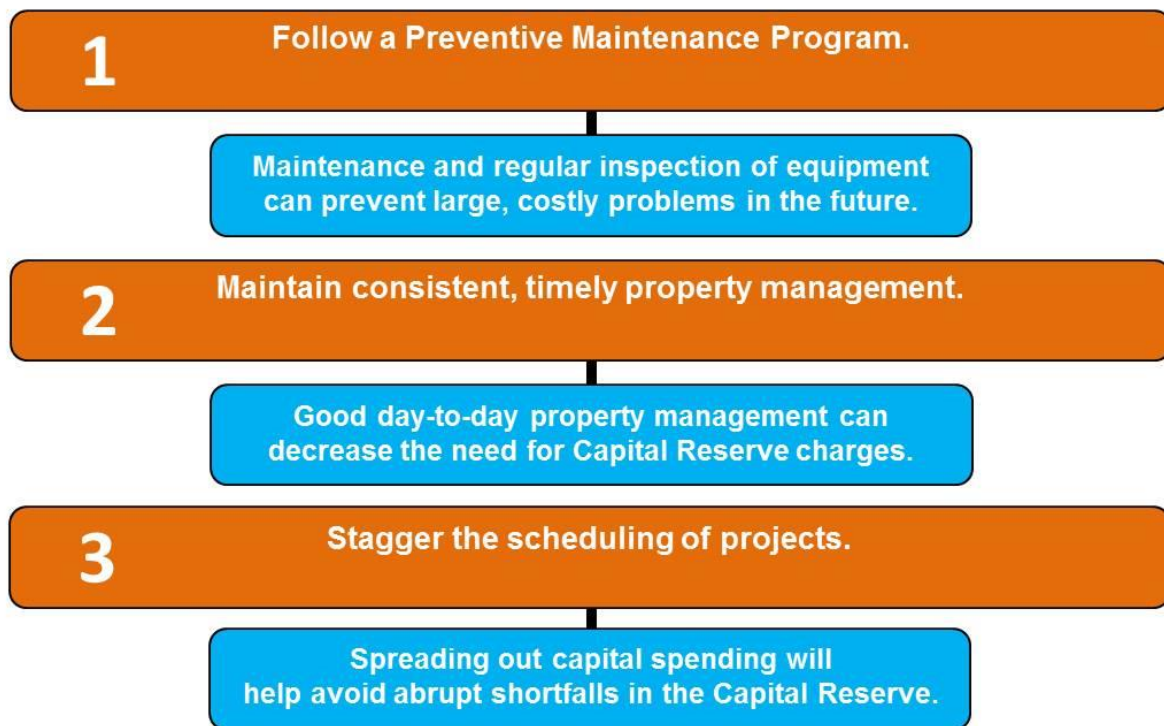 1
Follow a Preventive Maintenance Program.
Maintenance and regular inspection of equipment
can prevent large, costly problems in the future.
2
Maintain consistent, timely property management.
Good day-to-day property management can
decrease the need for Capital Reserve charges.
3
Stagger the scheduling of projects.
Spreading out capital spending will
help avoid abrupt shortfalls in the Capital Reserve.